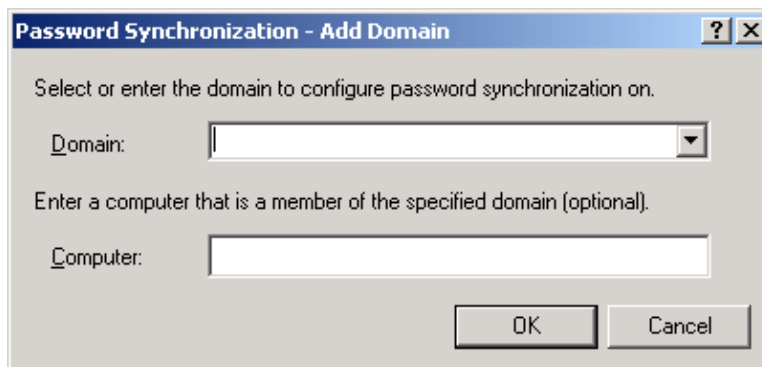 Password Synchronization - Add Domain
Select or enter the domain to configure password synchronization on.
Domain:
Enter a computer that is a member of the specified domain (optional).
Computer:
OK Cancel